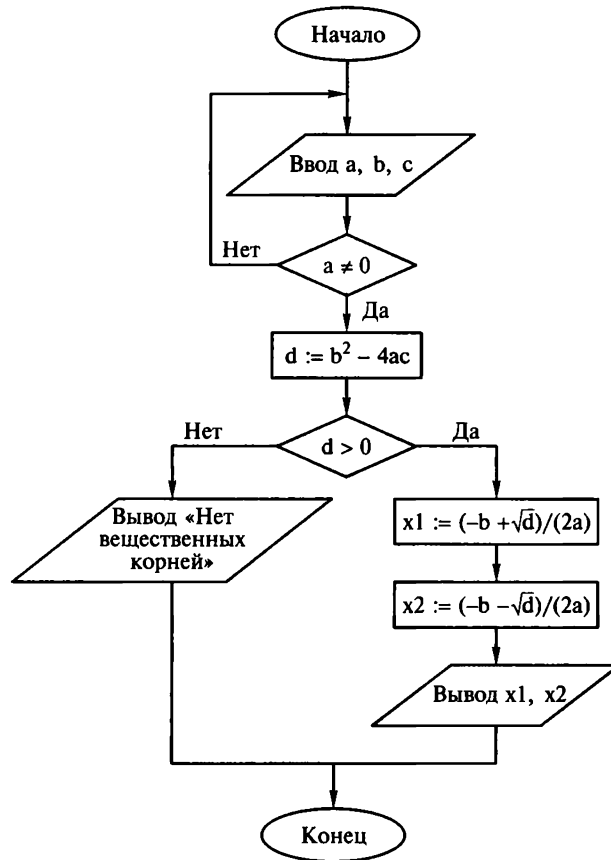 Начало
Ввод a, b, c
Нет
a ≠ 0
Да
d := b² − 4ac
Нет
d > 0
Да
Вывод «Нет
вещественных
корней»
x1 := (−b +√d)/(2a)
x2 := (−b −√d)/(2a)
Вывод x1, x2
Конец